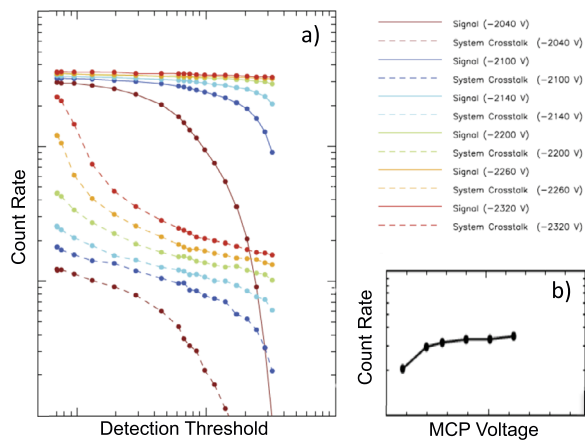 a)
Count Rate
Detection Threshold
Signal (−2040 V)
System Crosstalk (−2040 V)
Signal (−2100 V)
System Crosstalk (−2100 V)
Signal (−2140 V)
System Crosstalk (−2140 V)
Signal (−2200 V)
System Crosstalk (−2200 V)
Signal (−2260 V)
System Crosstalk (−2260 V)
Signal (−2320 V)
System Crosstalk (−2320 V)
b)
Count Rate
MCP Voltage